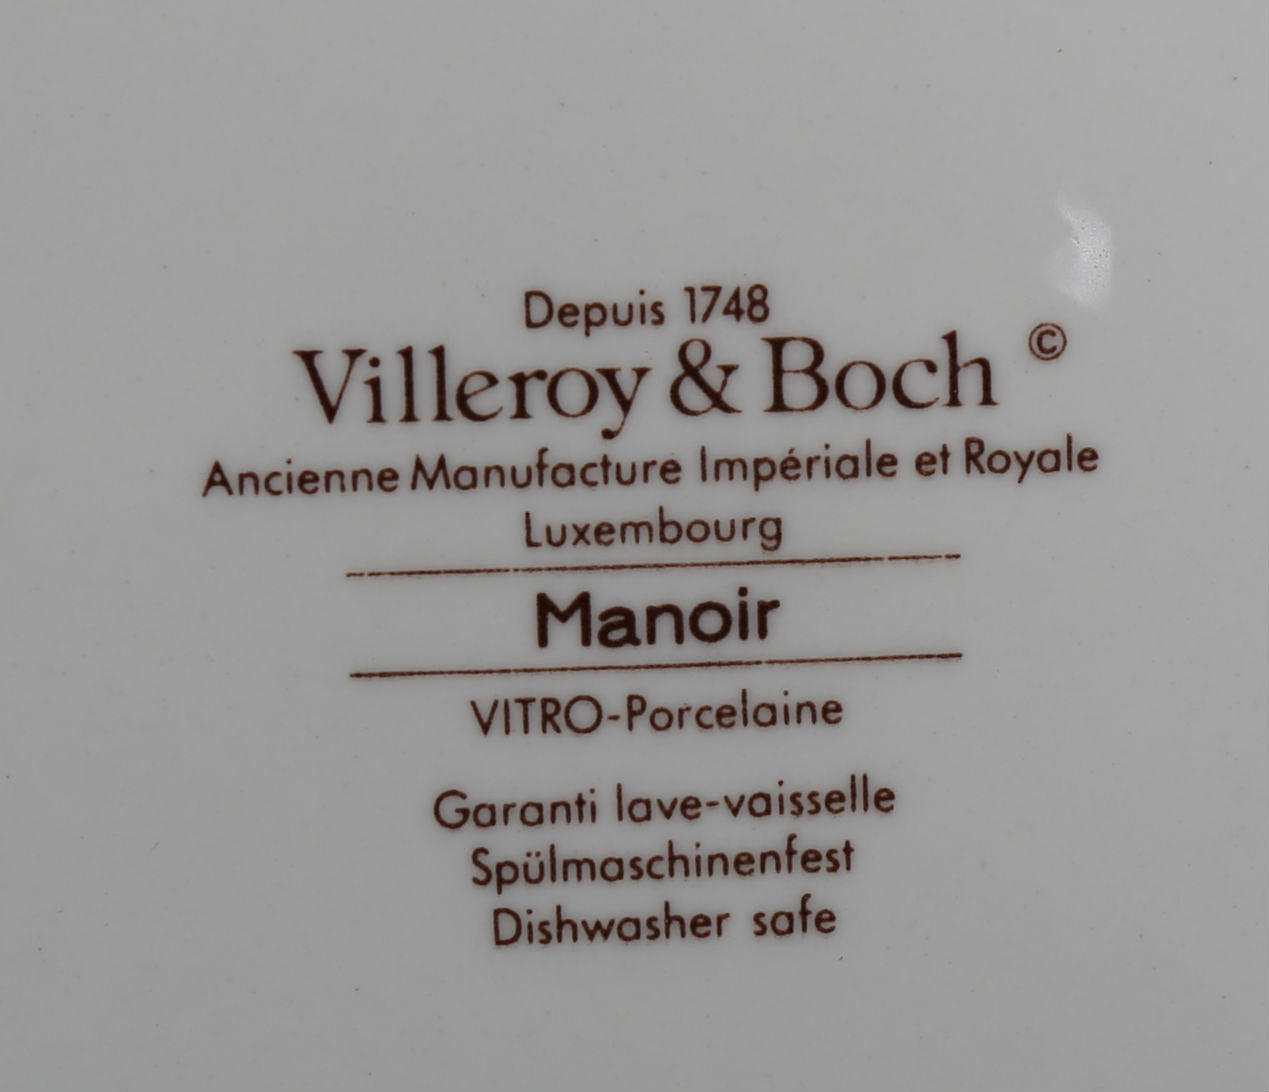 Depuis 1748
Villeroy & Boch ©
Ancienne Manufacture Impériale et Royale
Luxembourg
Manoir
VITRO-Porcelaine
Garanti lave-vaisselle
Spülmaschinenfest
Dishwasher safe